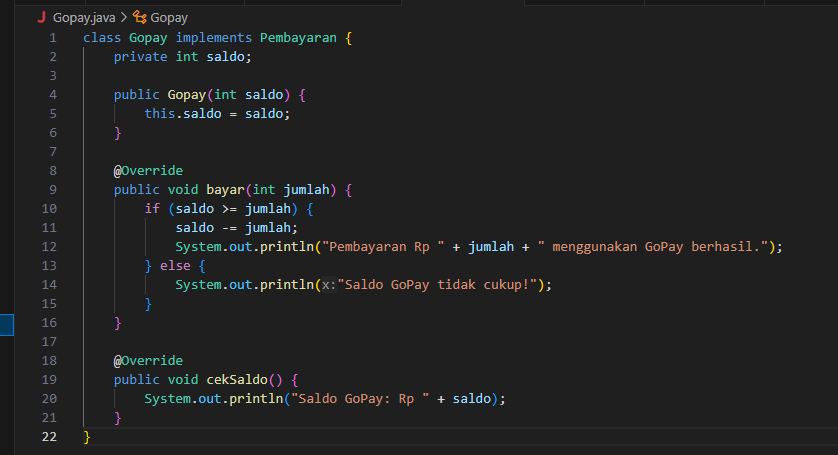 J Gopay.java > Gopay
1 class Gopay implements Pembayaran {
2     private int saldo;
3
4     public Gopay(int saldo) {
5         this.saldo = saldo;
6     }
7
8     @Override
9     public void bayar(int jumlah) {
10         if (saldo >= jumlah) {
11             saldo -= jumlah;
12             System.out.println("Pembayaran Rp " + jumlah + " menggunakan GoPay berhasil.");
13         } else {
14             System.out.println(x:"Saldo GoPay tidak cukup!");
15         }
16     }
17
18     @Override
19     public void cekSaldo() {
20         System.out.println("Saldo GoPay: Rp " + saldo);
21     }
22 }